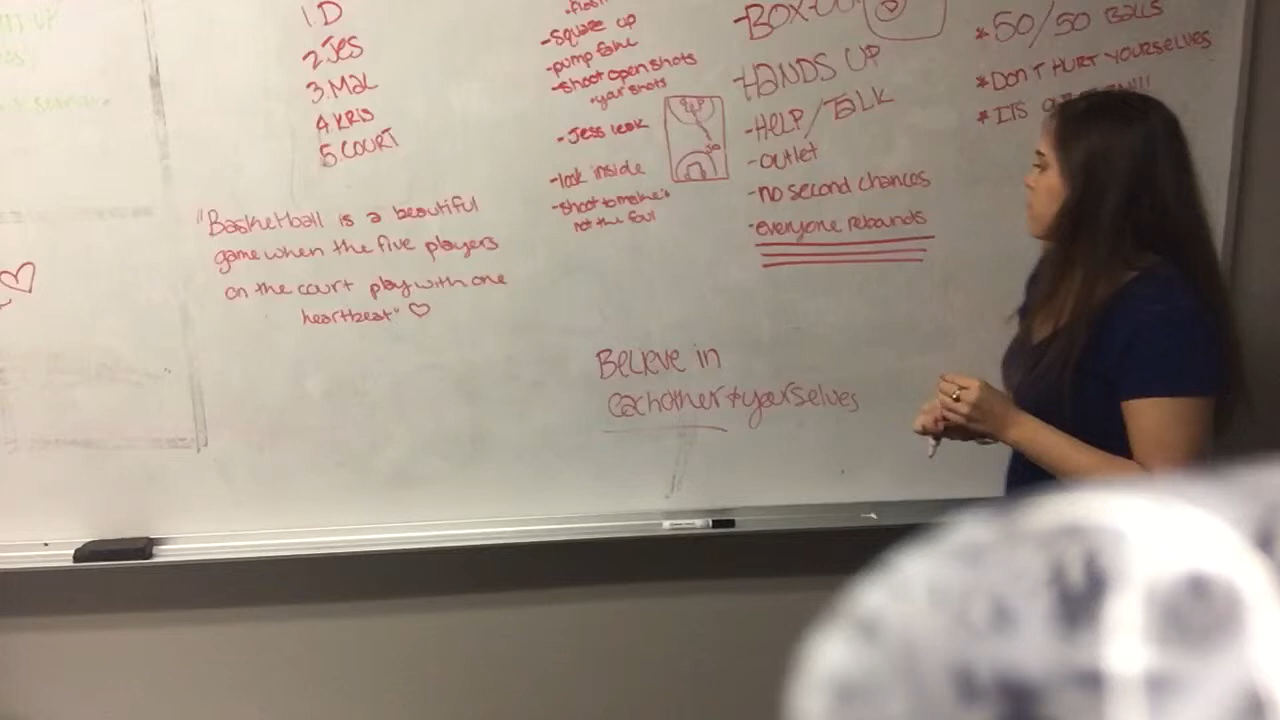 1. D
2. Jes
3. Mal
4. KRIS
5. COURT
"Basketball is a beautiful
game when the five players
on the court play with one
heartbeat" ♡
-square up
-pump fake
-shoot open shots
• your shots
-Jess leak
-look inside
-shoot to make it
not the foul
-BOX-OUT
-HANDS UP
-HELP/TALK
-outlet
-no second chances
-everyone rebounds
* 50/50 BALLS
* DON'T HURT YOURSELVES
* ITS
Believe in
eachother + yourselves